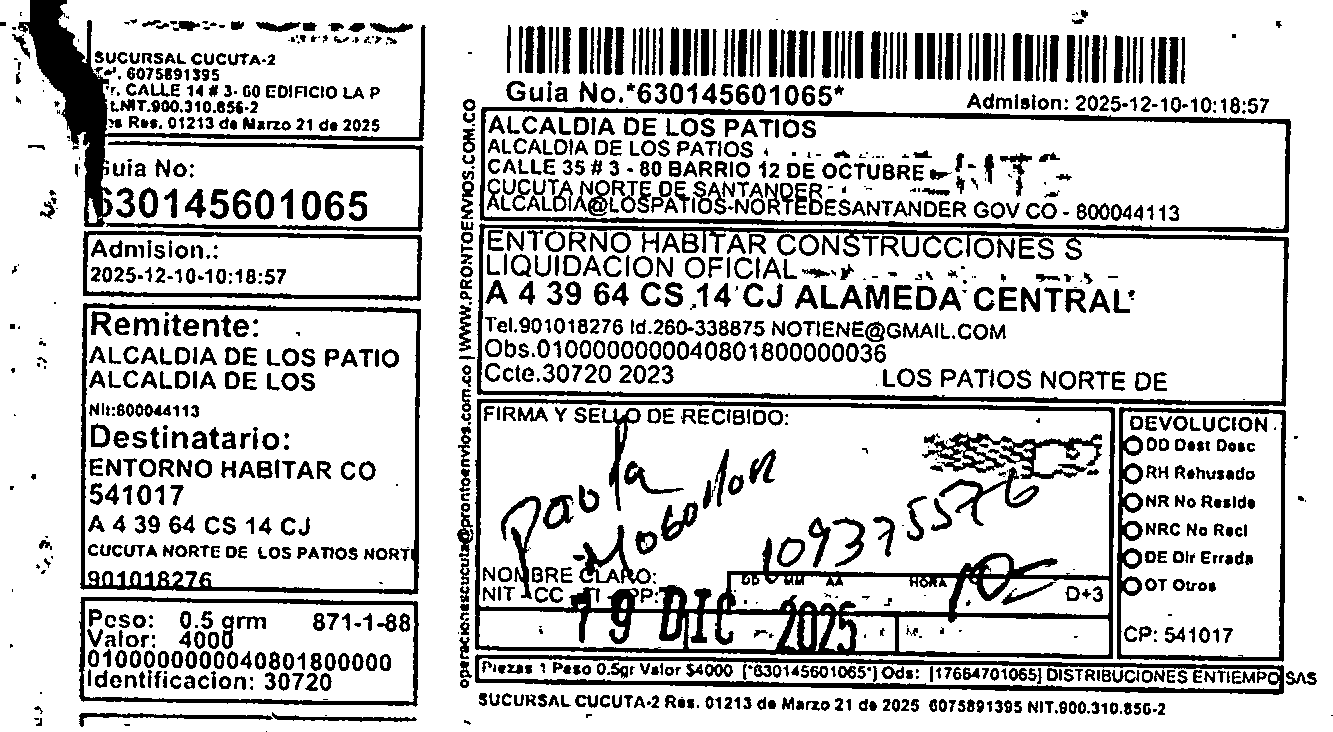 SUCURSAL CUCUTA-2
6075891395
CALLE 14 # 3- 60 EDIFICIO LA P
NIT.900.310.856-2
Res. 01213 de Marzo 21 de 2025
Guia No:
630145601065
Admision.:
2025-12-10-10:18:57
Remitente:
ALCALDIA DE LOS PATIO
ALCALDIA DE LOS
Nit:800044113
Destinatario:
ENTORNO HABITAR CO
541017
A 4 39 64 CS 14 CJ
CUCUTA NORTE DE LOS PATIOS NORTE
901018276
Peso: 0.5 grm 871-1-88
Valor: 4000
0100000000040801800000
Identificacion: 30720
operacionescucuta@prontoenvios.com.co | WWW.PRONTOENVIOS.COM.CO
Guia No.*630145601065*
Admision: 2025-12-10-10:18:57
ALCALDIA DE LOS PATIOS
ALCALDIA DE LOS PATIOS
CALLE 35 # 3 - 80 BARRIO 12 DE OCTUBRE
CUCUTA NORTE DE SANTANDER
ALCALDIA@LOSPATIOS-NORTEDESANTANDER GOV CO - 800044113
ENTORNO HABITAR CONSTRUCCIONES S
LIQUIDACION OFICIAL
A 4 39 64 CS 14 CJ ALAMEDA CENTRAL
Tel.901018276 Id.260-338875 NOTIENE@GMAIL.COM
Obs.0100000000040801800000036
Ccte.30720 2023 LOS PATIOS NORTE DE
FIRMA Y SELLO DE RECIBIDO:
Paola
1093755576
NOMBRE CLARO:
NIT CC TI PP:
DD MM AA HORA
D+3
19 DIC 2025
DEVOLUCION
DD Dest Desc
RH Rehusado
NR No Reside
NRC No Recl
DE Dir Errada
OT Otros
CP: 541017
Piezas 1 Peso 0.5gr Valor $4000 [*630145601065*] Ods: [17664701065] DISTRIBUCIONES ENTIEMPO SAS
SUCURSAL CUCUTA-2 Res. 01213 de Marzo 21 de 2025 6075891395 NIT.900.310.856-2